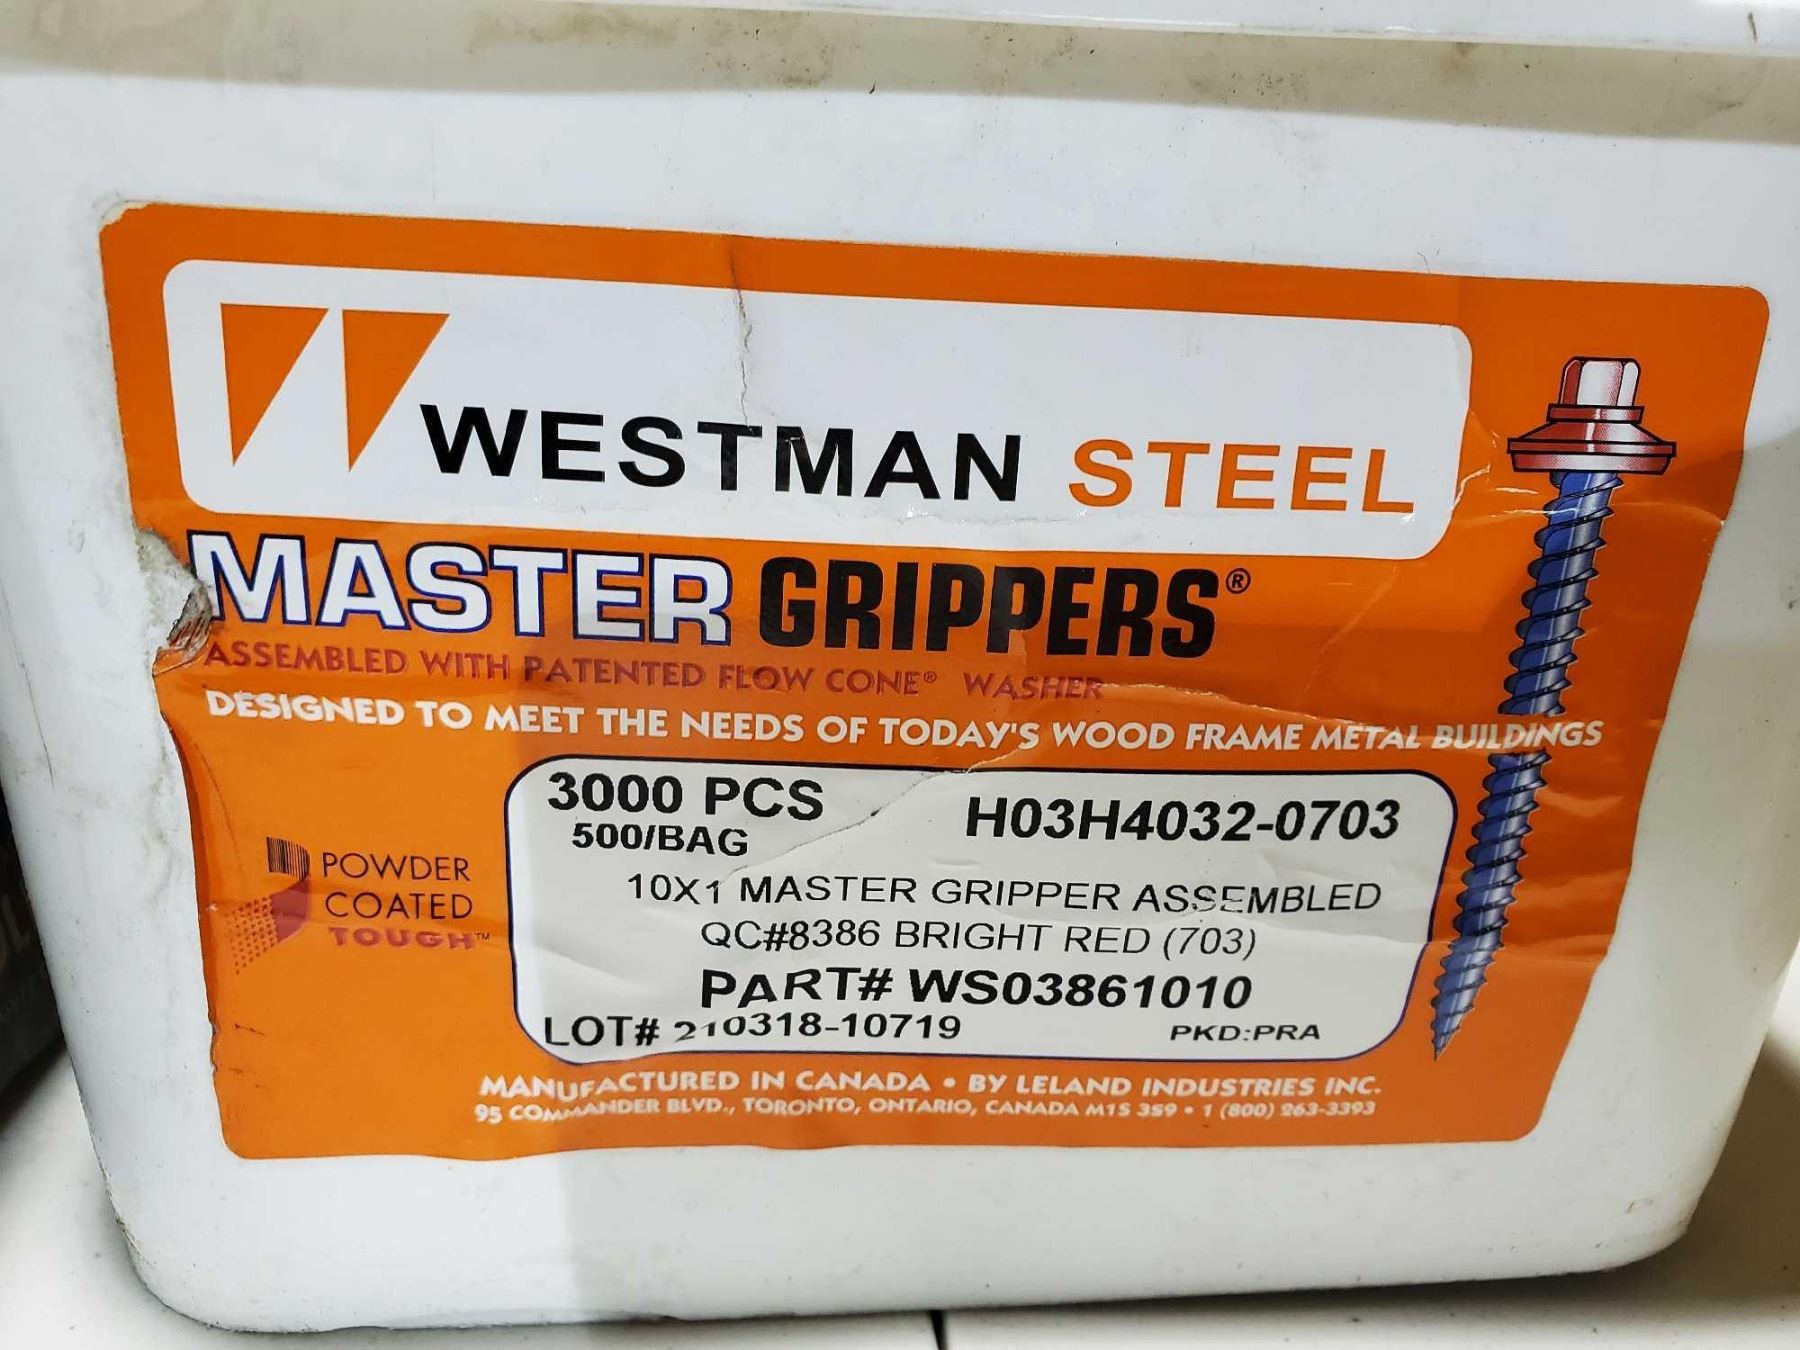 WESTMAN STEEL
MASTER GRIPPERS®
ASSEMBLED WITH PATENTED FLOW CONE® WASHER
DESIGNED TO MEET THE NEEDS OF TODAY'S WOOD FRAME METAL BUILDINGS
3000 PCS
500/BAG
H03H4032-0703
10X1 MASTER GRIPPER ASSEMBLED
QC#8386 BRIGHT RED (703)
PART# WS03861010
LOT# 210318-10719
PKD:PRA
POWDER
COATED
TOUGH™
MANUFACTURED IN CANADA • BY LELAND INDUSTRIES INC.
95 COMMANDER BLVD., TORONTO, ONTARIO, CANADA M1S 3S9 • 1 (800) 263-3393